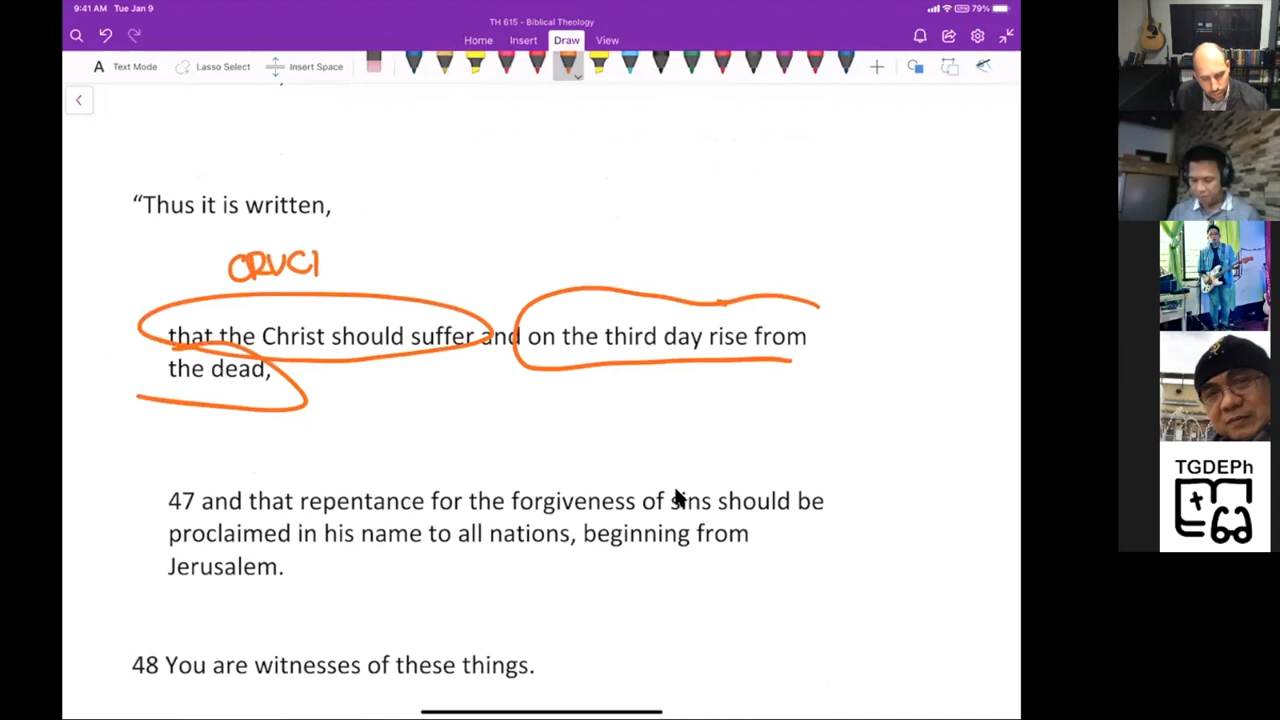 9:41 AM Tue Jan 9
79%
TH 615 - Biblical Theology
Home Insert Draw View
Text Mode Lasso Select Insert Space
“Thus it is written,
CRUCI
that the Christ should suffer and on the third day rise from
the dead,
47 and that repentance for the forgiveness of sins should be
proclaimed in his name to all nations, beginning from
Jerusalem.
48 You are witnesses of these things.
TGDEPh